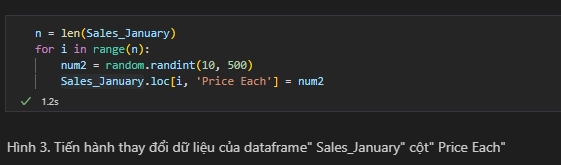 n = len(Sales_January)
for i in range(n):
    num2 = random.randint(10, 500)
    Sales_January.loc[i, 'Price Each'] = num2
✓ 1.2s
Hình 3. Tiến hành thay đổi dữ liệu của dataframe" Sales_January" cột" Price Each"